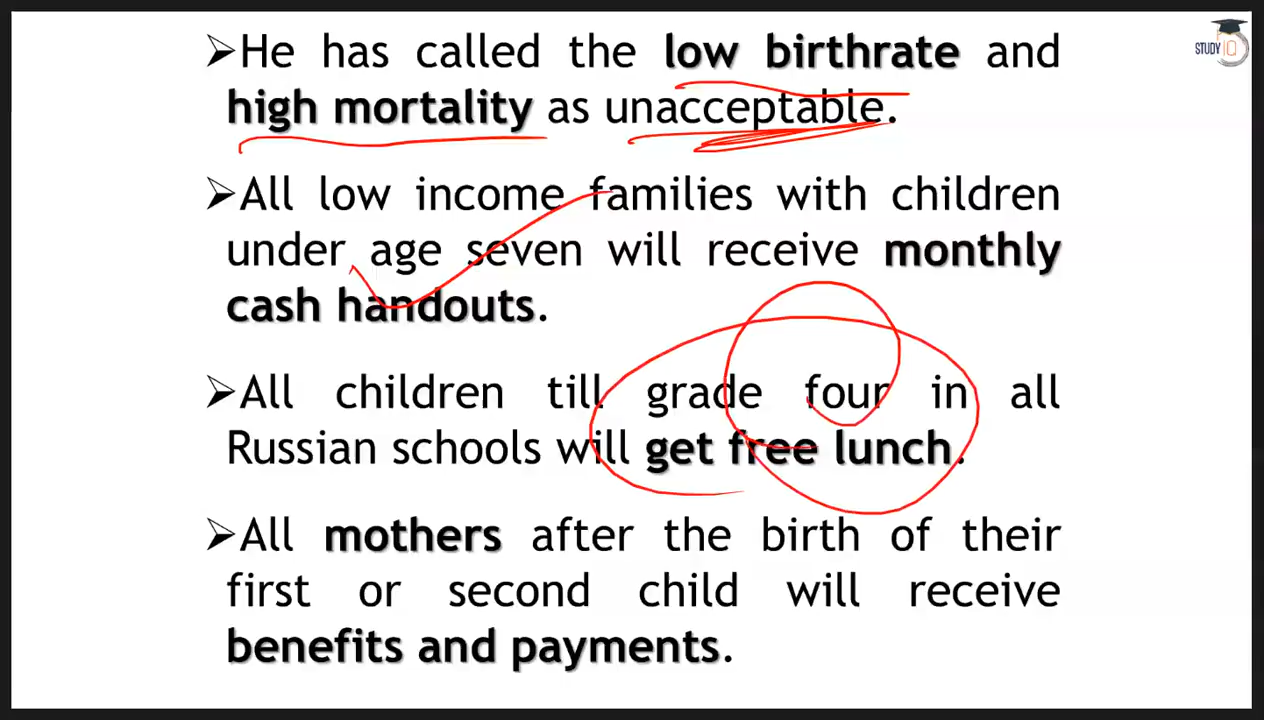 STUDY IQ
➢He has called the low birthrate and
high mortality as unacceptable.
➢All low income families with children
under age seven will receive monthly
cash handouts.
➢All children till grade four in all
Russian schools will get free lunch.
➢All mothers after the birth of their
first or second child will receive
benefits and payments.